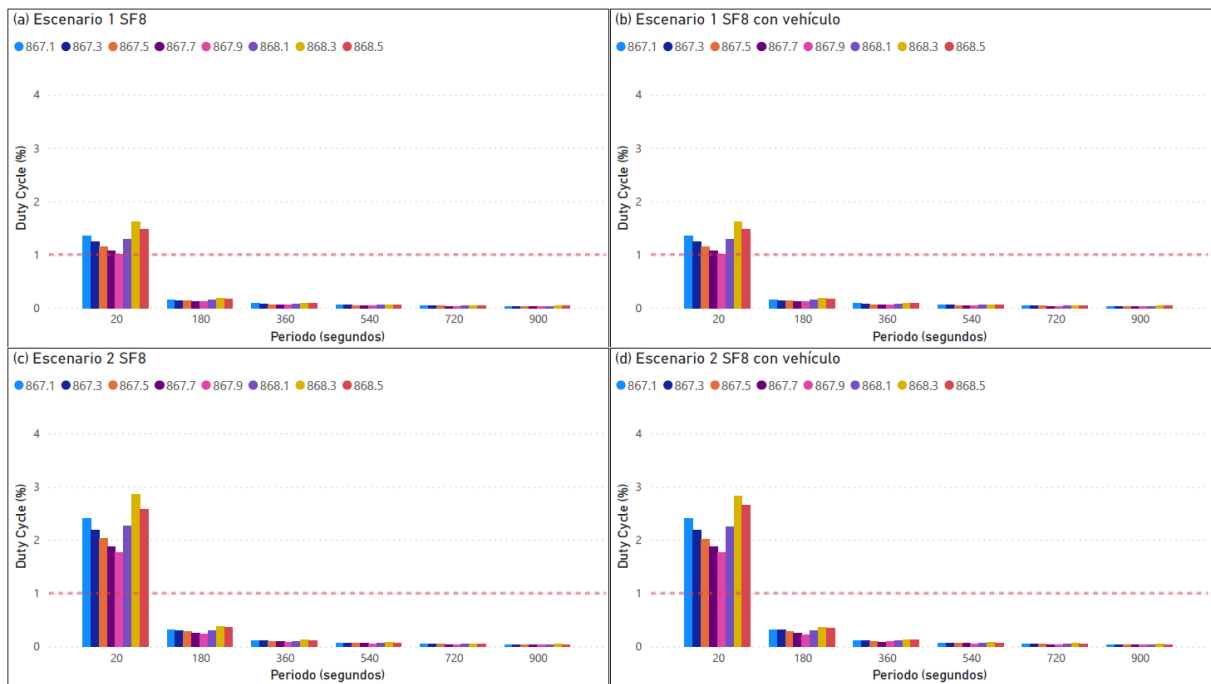 (a) Escenario 1 SF8
867.1 867.3 867.5 867.7 867.9 868.1 868.3 868.5
4
3
2
1
0
Duty Cycle (%)
20 180 360 540 720 900
Periodo (segundos)
(b) Escenario 1 SF8 con vehículo
867.1 867.3 867.5 867.7 867.9 868.1 868.3 868.5
4
3
2
1
0
Duty Cycle (%)
20 180 360 540 720 900
Periodo (segundos)
(c) Escenario 2 SF8
867.1 867.3 867.5 867.7 867.9 868.1 868.3 868.5
4
3
2
1
0
Duty Cycle (%)
20 180 360 540 720 900
Periodo (segundos)
(d) Escenario 2 SF8 con vehículo
867.1 867.3 867.5 867.7 867.9 868.1 868.3 868.5
4
3
2
1
0
Duty Cycle (%)
20 180 360 540 720 900
Periodo (segundos)